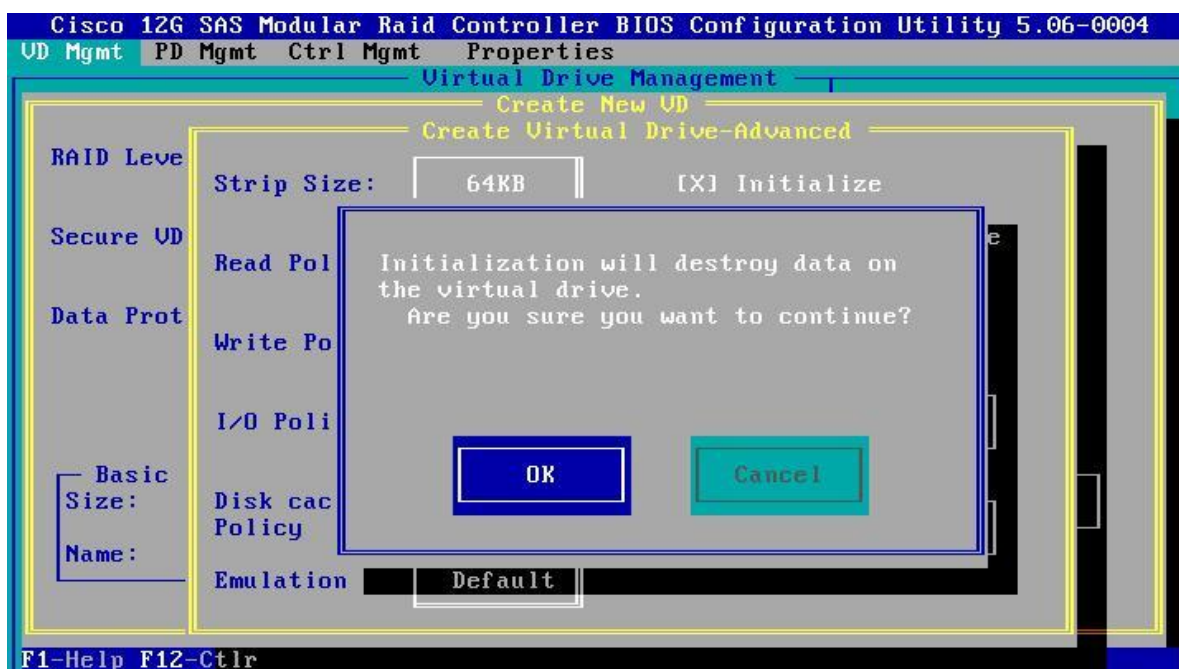 Cisco 12G SAS Modular Raid Controller BIOS Configuration Utility 5.06-0004
VD Mgmt PD Mgmt Ctrl Mgmt Properties
Virtual Drive Management
Create New VD
Create Virtual Drive-Advanced
RAID Leve
Strip Size: 64KB [X] Initialize
Secure VD
e
Read Pol
Initialization will destroy data on
the virtual drive.
Are you sure you want to continue?
Data Prot
Write Po
I/O Poli
OK Cancel
Basic
Size:
Disk cac
Policy
Name:
Emulation Default
F1-Help F12-Ctlr